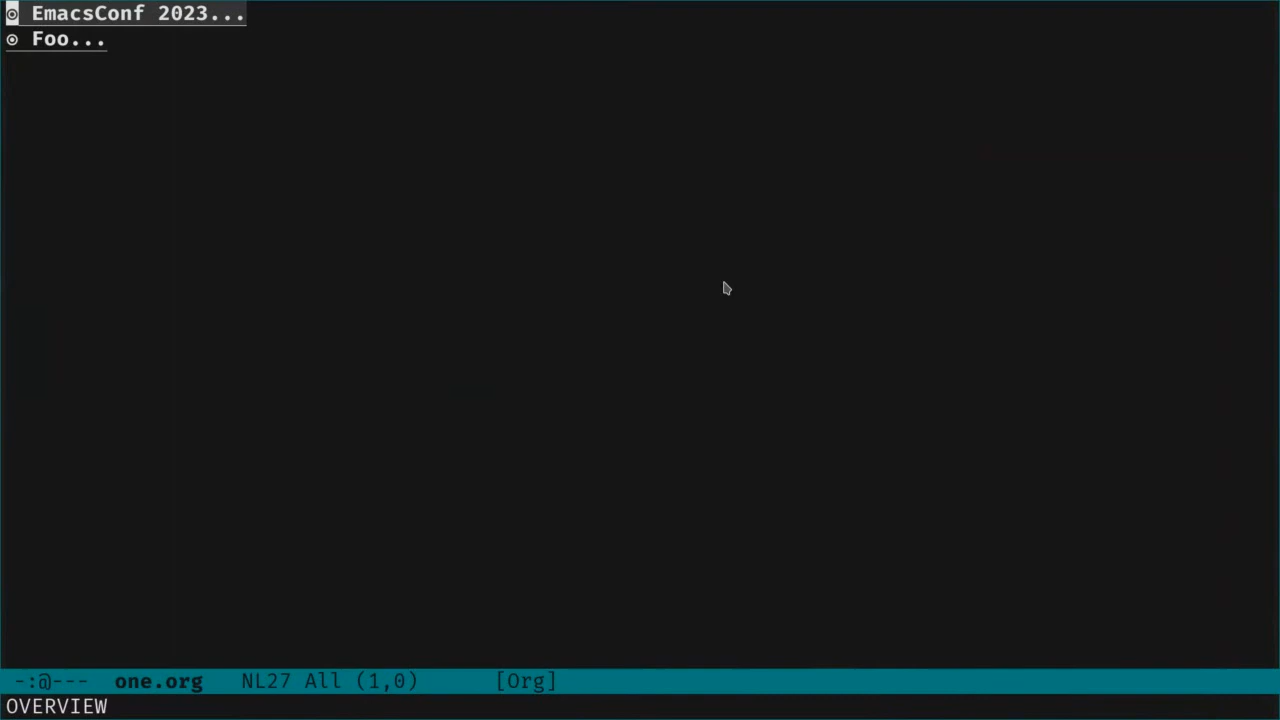 ◉ EmacsConf 2023...
◉ Foo...
-:@--- one.org NL27 All (1,0) [Org]
OVERVIEW